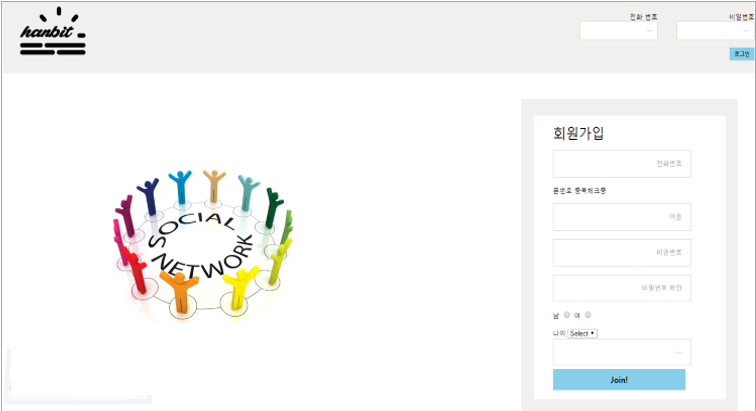 hanbit
전화 번호
비밀번호
로그인
SOCIAL
NETWORK
회원가입
전화번호
폰번호 중복체크중
이름
비밀번호
비밀번호 확인
남 여
나이 Select
Join!